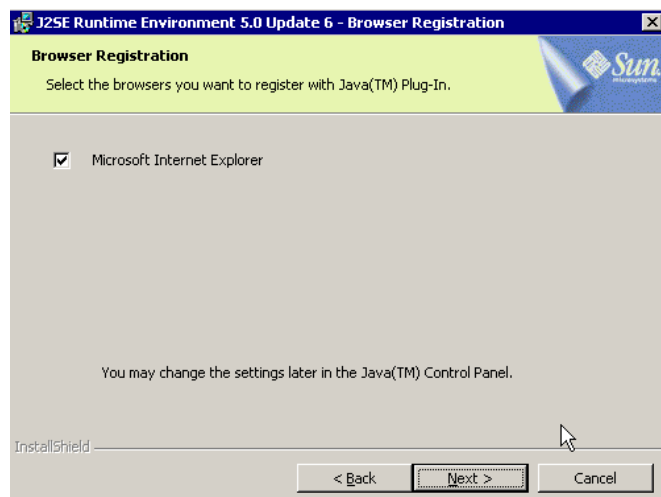 J2SE Runtime Environment 5.0 Update 6 - Browser Registration
Browser Registration
Select the browsers you want to register with Java(TM) Plug-In.
Sun
microsystems
Microsoft Internet Explorer
You may change the settings later in the Java(TM) Control Panel.
InstallShield
< Back
Next >
Cancel